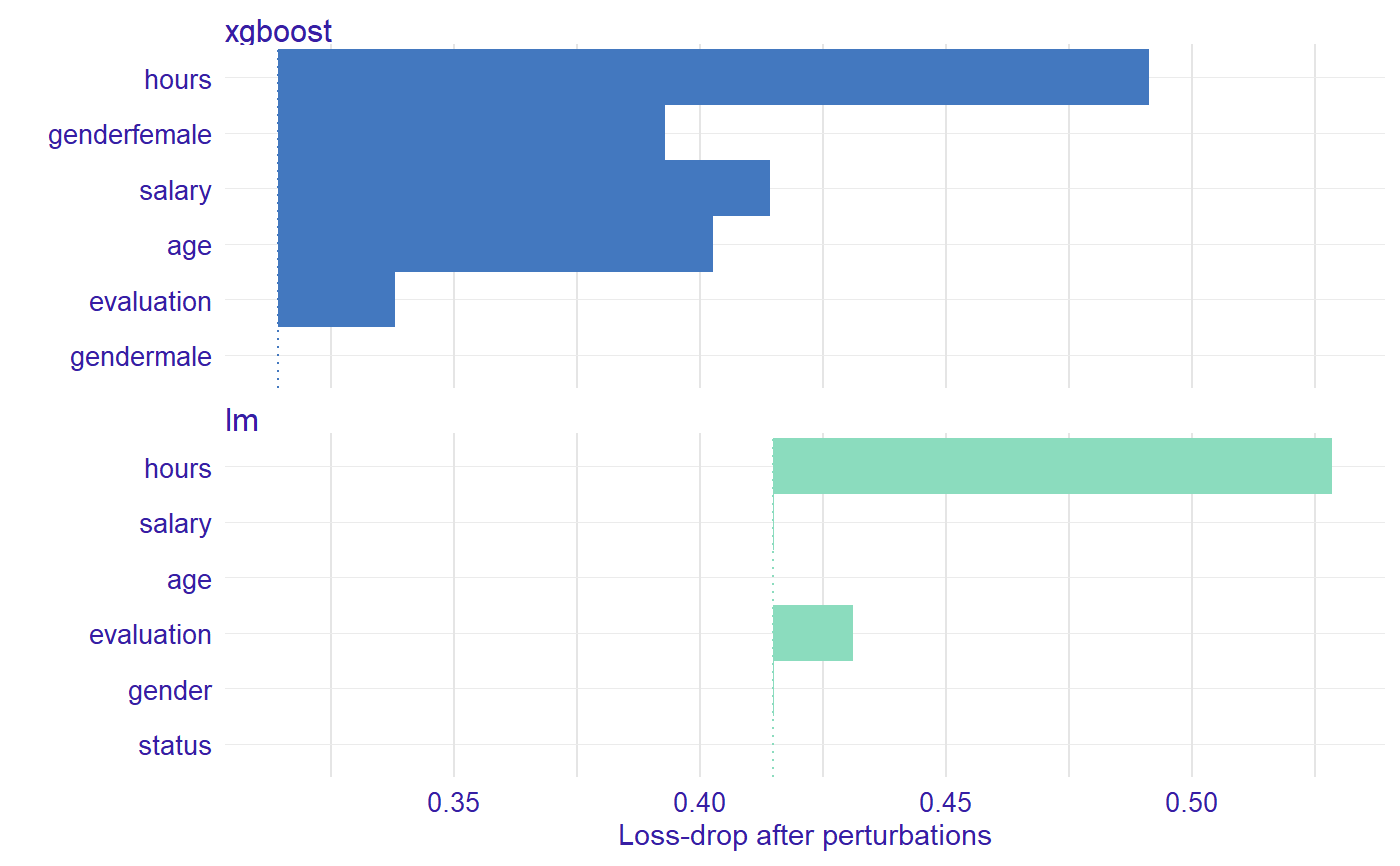 xgboost
hours
genderfemale
salary
age
evaluation
gendermale
lm
hours
salary
age
evaluation
gender
status
0.35 0.40 0.45 0.50
Loss-drop after perturbations